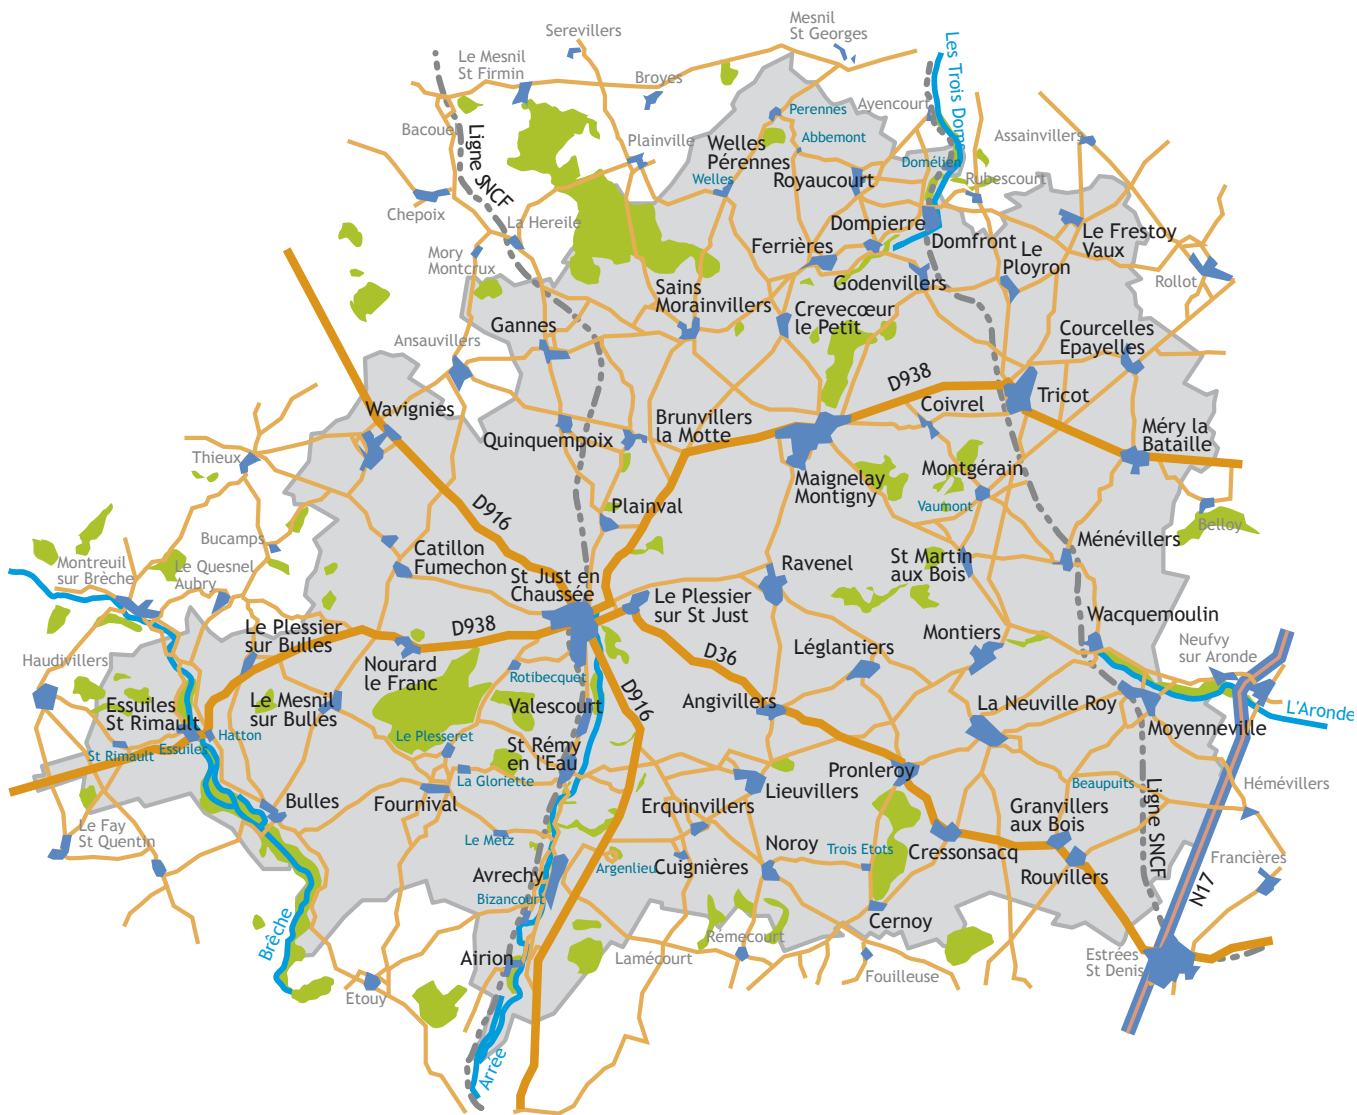 Serevillers
Mesnil
St Georges
Le Mesnil
St Firmin
Broyes
Les Trois Doms
Perennes
Ayencourt
Bacouel
Ligne SNCF
Plainville
Welles
Pérennes
Abbemont
Assainvillers
Domélien
Welles
Royaucourt
Rubescourt
Chepoix
La Hereile
Dompierre
Domfront
Le Frestoy
Vaux
Mory
Montcrux
Ferrières
Le
Ployron
Godenvillers
Rollot
Sains
Morainvillers
Crevecœur
le Petit
Gannes
Ansauvillers
Courcelles
Epayelles
D938
Wavignies
Coivrel
Tricot
Brunvillers
la Motte
Quinquempoix
Méry la
Bataille
Thieux
Maignelay
Montigny
Montgérain
Vaumont
Plainval
D916
Belloy
Bucamps
Catillon
Fumechon
Ménévillers
Montreuil
sur Brèche
Le Quesnel
Aubry
St Just en
Chaussée
Ravenel
St Martin
aux Bois
Le Plessier
sur St Just
Wacquemoulin
Le Plessier
sur Bulles
D938
D36
Léglantiers
Montiers
Neufvy
sur Aronde
Haudivillers
Nourard
le Franc
Rotibecquet
D916
Essuiles
St Rimault
Le Mesnil
sur Bulles
Valescourt
Angivillers
La Neuville Roy
L'Aronde
Moyenneville
Hatton
Essuiles
St Rimault
Le Plesseret
St Rémy
en l'Eau
La Gloriette
Pronleroy
Lieuvillers
Beaupuits
Hémévillers
Bulles
Fournival
Erquinvillers
Granvillers
aux Bois
Ligne SNCF
Le Fay
St Quentin
Le Metz
Noroy
Trois Etots
Cressonsacq
Francières
Avrechy
Argenlieu
Cuignières
Rouvillers
N17
Bizancourt
Cernoy
Brêche
Airion
Lamécourt
Rémecourt
Fouilleuse
Estrées
St Denis
Etouy
Arrée